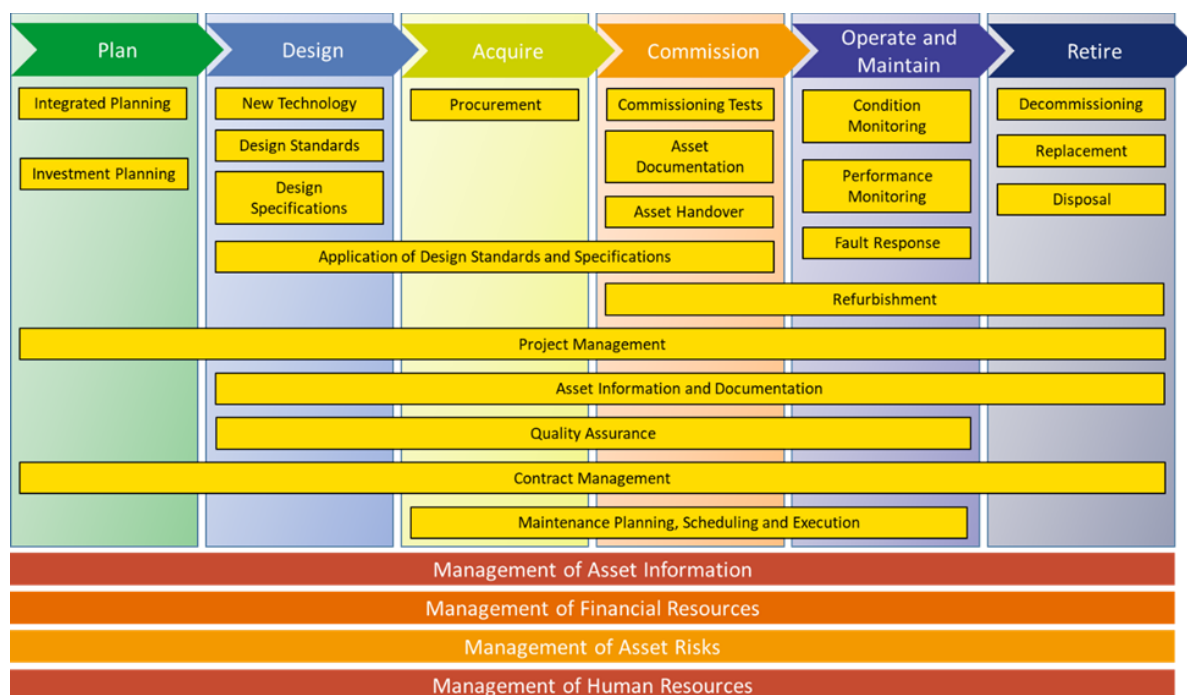 Plan
Design
Acquire
Commission
Operate and
Maintain
Retire
Integrated Planning
Investment Planning
New Technology
Design Standards
Design
Specifications
Procurement
Commissioning Tests
Asset
Documentation
Asset Handover
Condition
Monitoring
Performance
Monitoring
Fault Response
Decommissioning
Replacement
Disposal
Application of Design Standards and Specifications
Refurbishment
Project Management
Asset Information and Documentation
Quality Assurance
Contract Management
Maintenance Planning, Scheduling and Execution
Management of Asset Information
Management of Financial Resources
Management of Asset Risks
Management of Human Resources